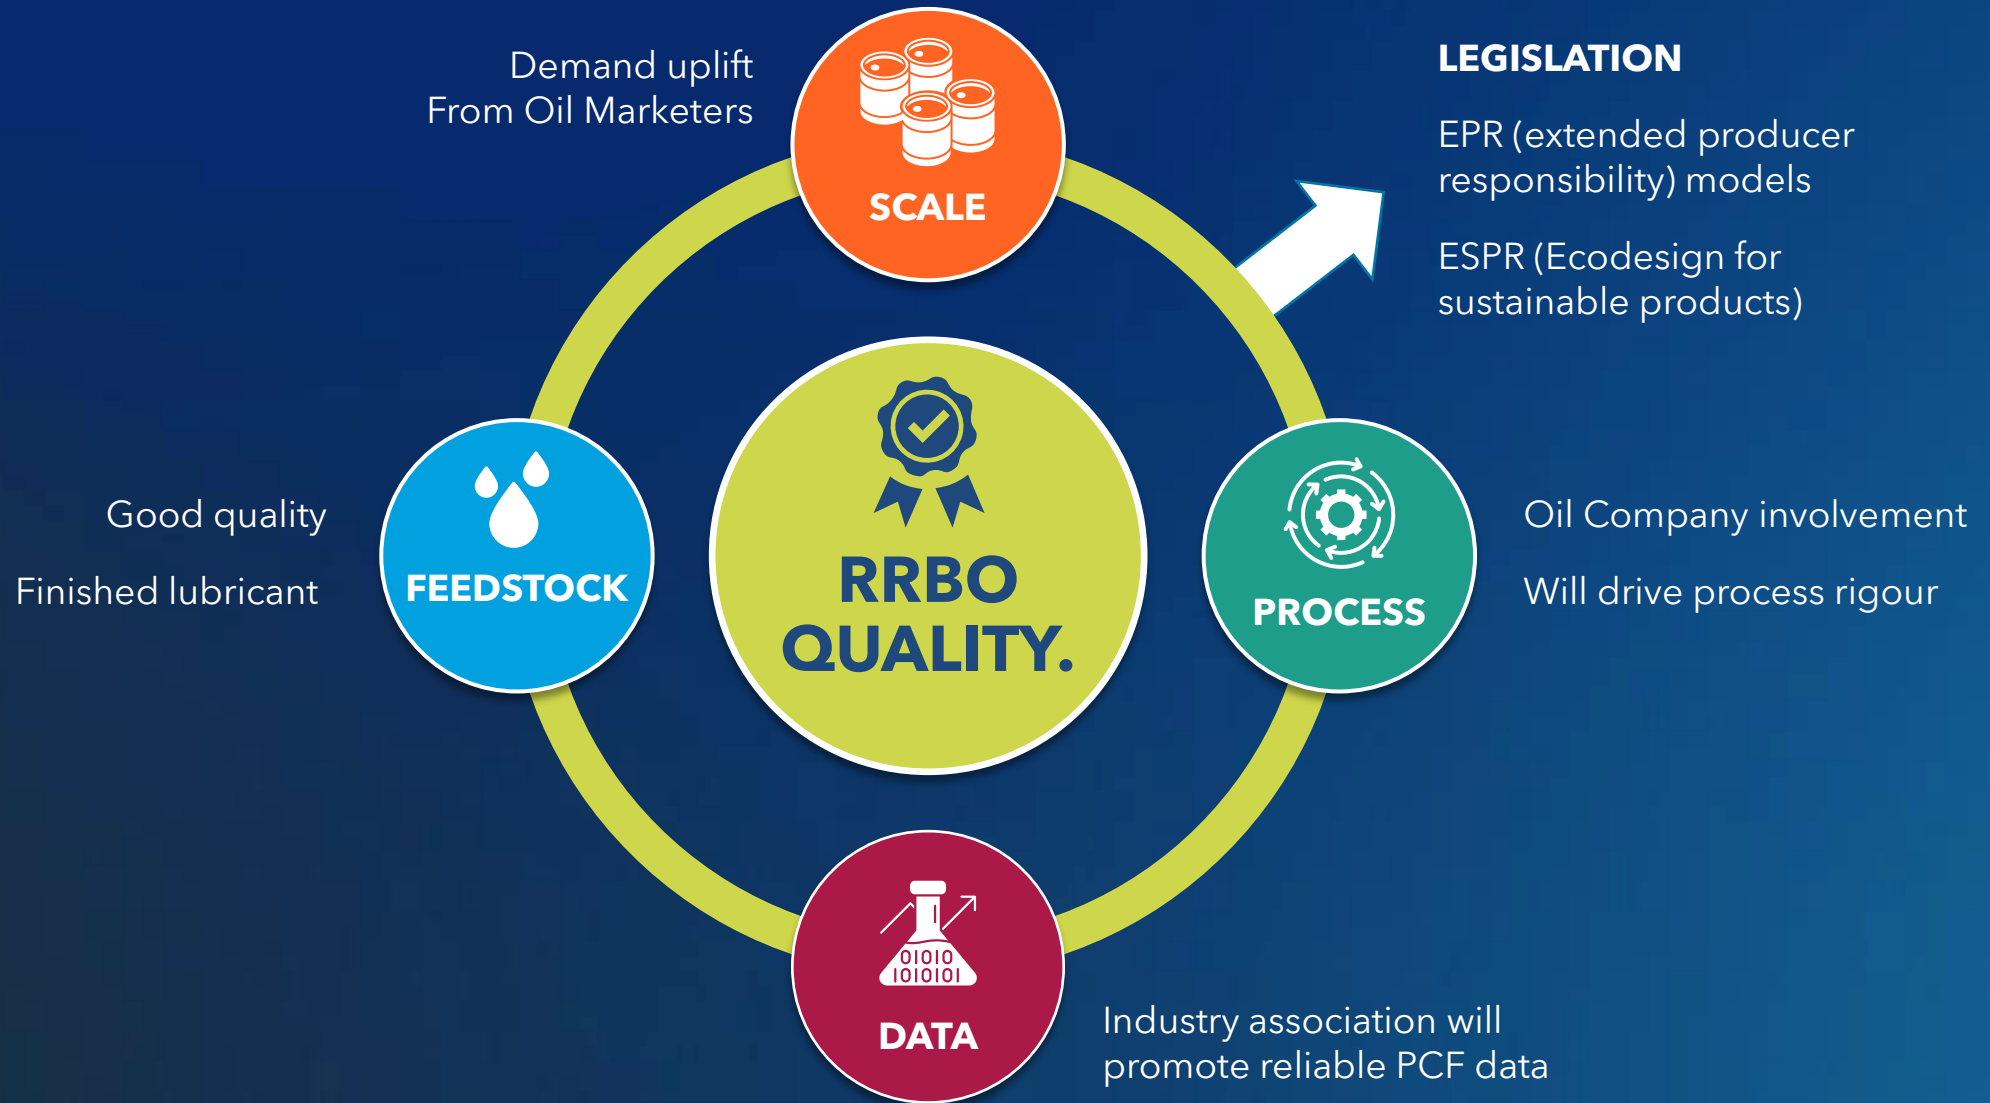 Demand uplift
From Oil Marketers
SCALE
LEGISLATION
EPR (extended producer
responsibility) models
ESPR (Ecodesign for
sustainable products)
Good quality
Finished lubricant
FEEDSTOCK
RRBO
QUALITY.
PROCESS
Oil Company involvement
Will drive process rigour
01010
1010101
DATA
Industry association will
promote reliable PCF data